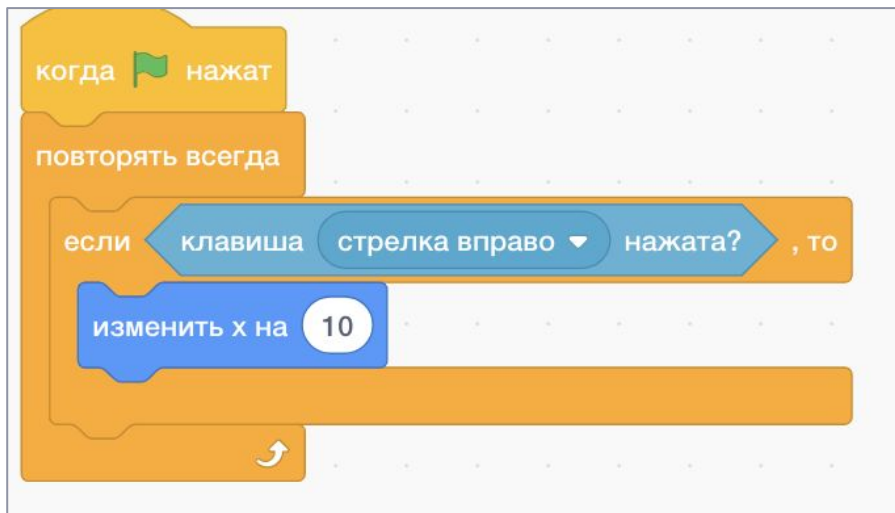 когда нажат
повторять всегда
если клавиша стрелка вправо нажата? , то
изменить x на 10